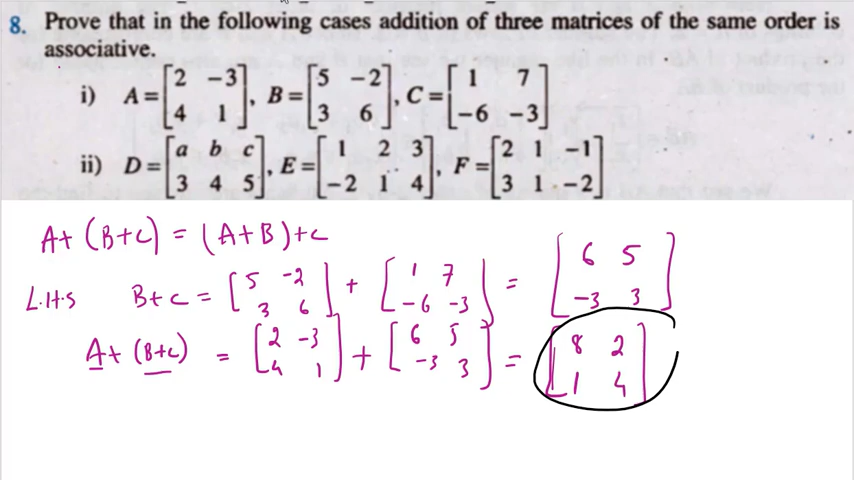 8. Prove that in the following cases addition of three matrices of the same order is
associative.
i) A = [2 −3; 4 1], B = [5 −2; 3 6], C = [1 7; −6 −3]
ii) D = [a b c; 3 4 5], E = [1 2 3; −2 1 4], F = [2 1 −1; 3 1 −2]
A+ (B+C) = (A+B)+C
L.H.S B+C = [5 −2; 3 6] + [1 7; −6 −3] = [6 5; −3 3]
A+ (B+C) = [2 −3; 4 1] + [6 5; −3 3] = [8 2; 1 4]